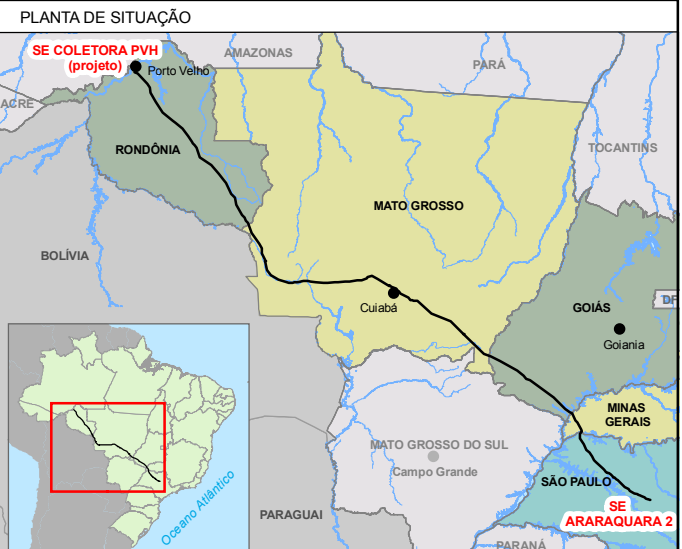 PLANTA DE SITUAÇÃO
SE COLETORA PVH
(projeto)
AMAZONAS
PARÁ
Porto Velho
ACRE
TOCANTINS
RONDÔNIA
MATO GROSSO
BOLÍVIA
Cuiabá
GOIÁS
DF
Goiania
MINAS
GERAIS
MATO GROSSO DO SUL
Campo Grande
SÃO PAULO
SE
ARARAQUARA 2
PARAGUAI
PARANÁ
Oceano Atlântico